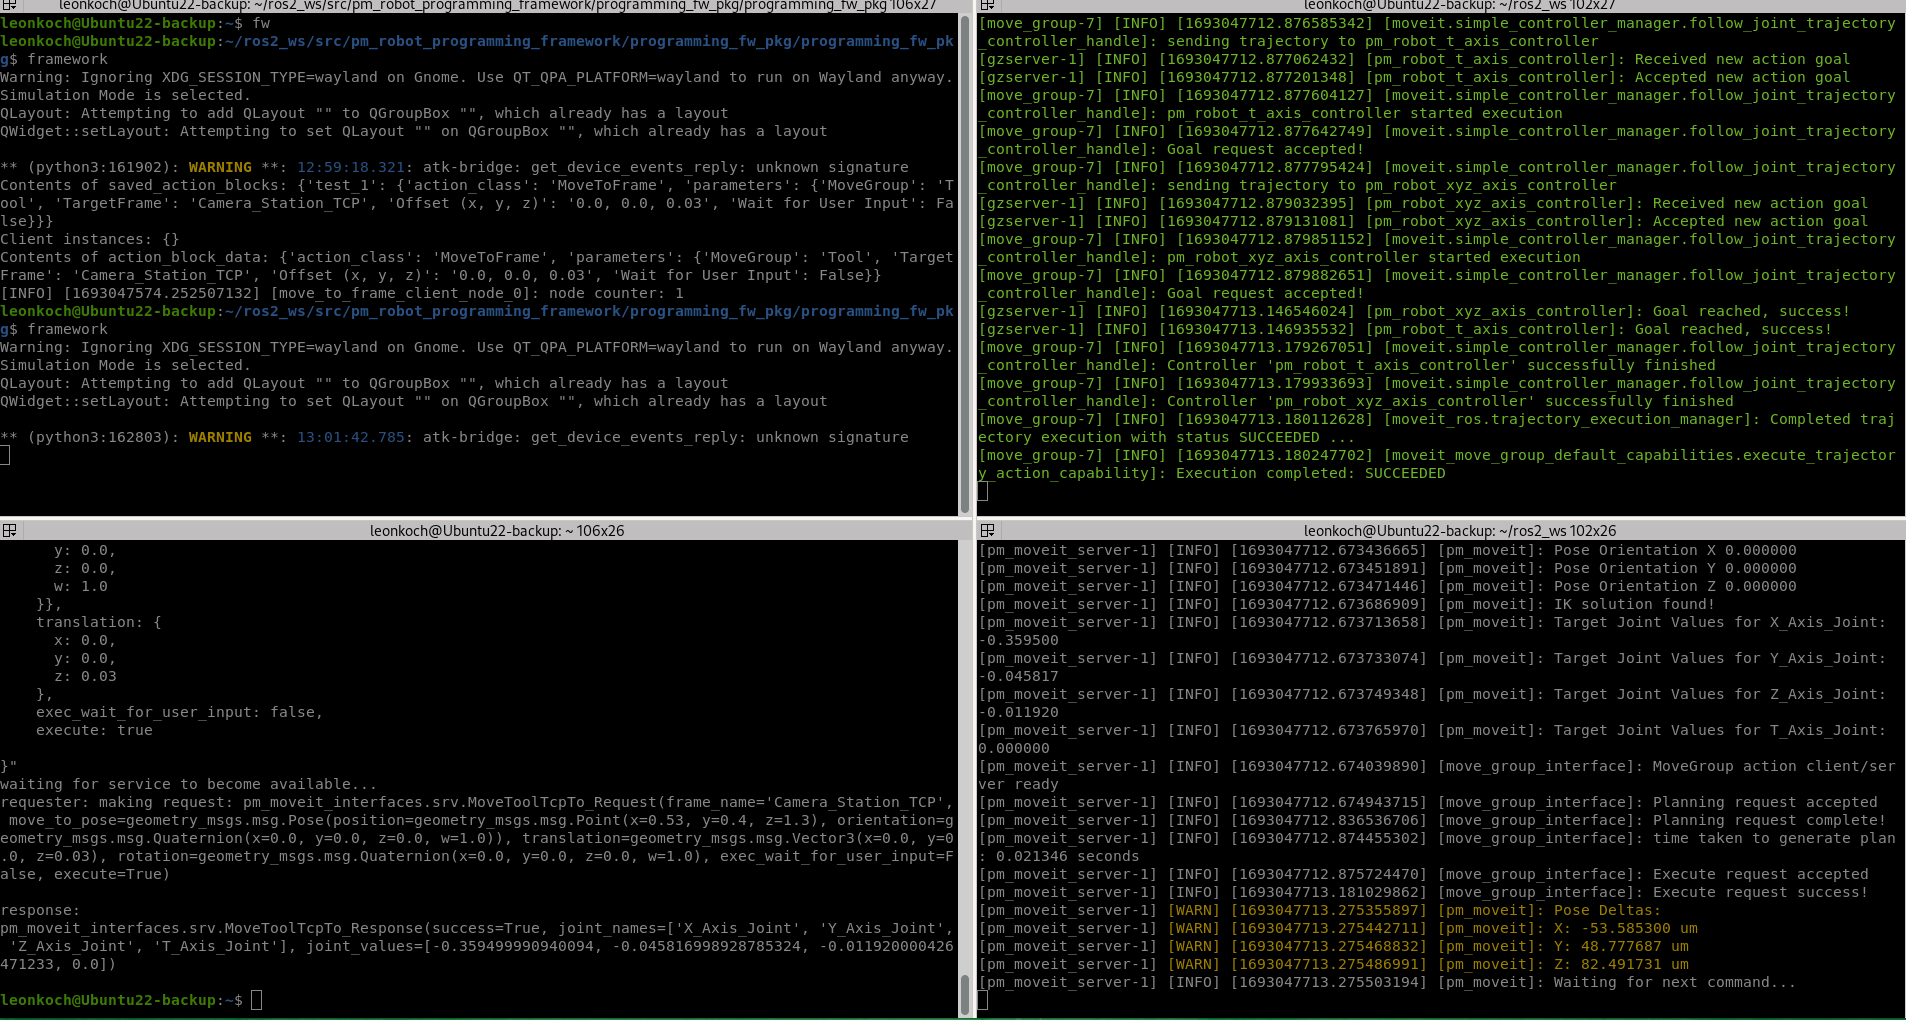 leonkoch@Ubuntu22-backup: ~/ros2_ws/src/pm_robot_programming_framework/programming_fw_pkg/programming_fw_pkg 106x27
leonkoch@Ubuntu22-backup:~$ fw
leonkoch@Ubuntu22-backup:~/ros2_ws/src/pm_robot_programming_framework/programming_fw_pkg/programming_fw_pk
g$ framework
Warning: Ignoring XDG_SESSION_TYPE=wayland on Gnome. Use QT_QPA_PLATFORM=wayland to run on Wayland anyway.
Simulation Mode is selected.
QLayout: Attempting to add QLayout "" to QGroupBox "", which already has a layout
QWidget::setLayout: Attempting to set QLayout "" on QGroupBox "", which already has a layout
** (python3:161902): WARNING **: 12:59:18.321: atk-bridge: get_device_events_reply: unknown signature
Contents of saved_action_blocks: {'test_1': {'action_class': 'MoveToFrame', 'parameters': {'MoveGroup': 'T
ool', 'TargetFrame': 'Camera_Station_TCP', 'Offset (x, y, z)': '0.0, 0.0, 0.03', 'Wait for User Input': Fa
lse}}}
Client instances: {}
Contents of action_block_data: {'action_class': 'MoveToFrame', 'parameters': {'MoveGroup': 'Tool', 'Target
Frame': 'Camera_Station_TCP', 'Offset (x, y, z)': '0.0, 0.0, 0.03', 'Wait for User Input': False}}
[INFO] [1693047574.252507132] [move_to_frame_client_node_0]: node counter: 1
leonkoch@Ubuntu22-backup:~/ros2_ws/src/pm_robot_programming_framework/programming_fw_pkg/programming_fw_pk
g$ framework
Warning: Ignoring XDG_SESSION_TYPE=wayland on Gnome. Use QT_QPA_PLATFORM=wayland to run on Wayland anyway.
Simulation Mode is selected.
QLayout: Attempting to add QLayout "" to QGroupBox "", which already has a layout
QWidget::setLayout: Attempting to set QLayout "" on QGroupBox "", which already has a layout
** (python3:162803): WARNING **: 13:01:42.785: atk-bridge: get_device_events_reply: unknown signature
leonkoch@Ubuntu22-backup: ~/ros2_ws 102x27
[move_group-7] [INFO] [1693047712.876585342] [moveit.simple_controller_manager.follow_joint_trajectory
_controller_handle]: sending trajectory to pm_robot_t_axis_controller
[gzserver-1] [INFO] [1693047712.877062432] [pm_robot_t_axis_controller]: Received new action goal
[gzserver-1] [INFO] [1693047712.877201348] [pm_robot_t_axis_controller]: Accepted new action goal
[move_group-7] [INFO] [1693047712.877604127] [moveit.simple_controller_manager.follow_joint_trajectory
_controller_handle]: pm_robot_t_axis_controller started execution
[move_group-7] [INFO] [1693047712.877642749] [moveit.simple_controller_manager.follow_joint_trajectory
_controller_handle]: Goal request accepted!
[move_group-7] [INFO] [1693047712.877795424] [moveit.simple_controller_manager.follow_joint_trajectory
_controller_handle]: sending trajectory to pm_robot_xyz_axis_controller
[gzserver-1] [INFO] [1693047712.879032395] [pm_robot_xyz_axis_controller]: Received new action goal
[gzserver-1] [INFO] [1693047712.879131081] [pm_robot_xyz_axis_controller]: Accepted new action goal
[move_group-7] [INFO] [1693047712.879851152] [moveit.simple_controller_manager.follow_joint_trajectory
_controller_handle]: pm_robot_xyz_axis_controller started execution
[move_group-7] [INFO] [1693047712.879882651] [moveit.simple_controller_manager.follow_joint_trajectory
_controller_handle]: Goal request accepted!
[gzserver-1] [INFO] [1693047713.146546024] [pm_robot_xyz_axis_controller]: Goal reached, success!
[gzserver-1] [INFO] [1693047713.146935532] [pm_robot_t_axis_controller]: Goal reached, success!
[move_group-7] [INFO] [1693047713.179267051] [moveit.simple_controller_manager.follow_joint_trajectory
_controller_handle]: Controller 'pm_robot_t_axis_controller' successfully finished
[move_group-7] [INFO] [1693047713.179933693] [moveit.simple_controller_manager.follow_joint_trajectory
_controller_handle]: Controller 'pm_robot_xyz_axis_controller' successfully finished
[move_group-7] [INFO] [1693047713.180112628] [moveit_ros.trajectory_execution_manager]: Completed traj
ectory execution with status SUCCEEDED ...
[move_group-7] [INFO] [1693047713.180247702] [moveit_move_group_default_capabilities.execute_trajector
y_action_capability]: Execution completed: SUCCEEDED
leonkoch@Ubuntu22-backup: ~ 106x26
y: 0.0,
z: 0.0,
w: 1.0
}},
translation: {
x: 0.0,
y: 0.0,
z: 0.03
},
exec_wait_for_user_input: false,
execute: true
}"
waiting for service to become available...
requester: making request: pm_moveit_interfaces.srv.MoveToolTcpTo_Request(frame_name='Camera_Station_TCP',
move_to_pose=geometry_msgs.msg.Pose(position=geometry_msgs.msg.Point(x=0.53, y=0.4, z=1.3), orientation=g
eometry_msgs.msg.Quaternion(x=0.0, y=0.0, z=0.0, w=1.0)), translation=geometry_msgs.msg.Vector3(x=0.0, y=0
.0, z=0.03), rotation=geometry_msgs.msg.Quaternion(x=0.0, y=0.0, z=0.0, w=1.0), exec_wait_for_user_input=F
alse, execute=True)
response:
pm_moveit_interfaces.srv.MoveToolTcpTo_Response(success=True, joint_names=['X_Axis_Joint', 'Y_Axis_Joint',
'Z_Axis_Joint', 'T_Axis_Joint'], joint_values=[-0.359499990940094, -0.045816998928785324, -0.011920000426
471233, 0.0])
leonkoch@Ubuntu22-backup:~$
leonkoch@Ubuntu22-backup: ~/ros2_ws 102x26
[pm_moveit_server-1] [INFO] [1693047712.673436665] [pm_moveit]: Pose Orientation X 0.000000
[pm_moveit_server-1] [INFO] [1693047712.673451891] [pm_moveit]: Pose Orientation Y 0.000000
[pm_moveit_server-1] [INFO] [1693047712.673471446] [pm_moveit]: Pose Orientation Z 0.000000
[pm_moveit_server-1] [INFO] [1693047712.673686909] [pm_moveit]: IK solution found!
[pm_moveit_server-1] [INFO] [1693047712.673713658] [pm_moveit]: Target Joint Values for X_Axis_Joint:
-0.359500
[pm_moveit_server-1] [INFO] [1693047712.673733074] [pm_moveit]: Target Joint Values for Y_Axis_Joint:
-0.045817
[pm_moveit_server-1] [INFO] [1693047712.673749348] [pm_moveit]: Target Joint Values for Z_Axis_Joint:
-0.011920
[pm_moveit_server-1] [INFO] [1693047712.673765970] [pm_moveit]: Target Joint Values for T_Axis_Joint:
0.000000
[pm_moveit_server-1] [INFO] [1693047712.674039890] [move_group_interface]: MoveGroup action client/ser
ver ready
[pm_moveit_server-1] [INFO] [1693047712.674943715] [move_group_interface]: Planning request accepted
[pm_moveit_server-1] [INFO] [1693047712.836536706] [move_group_interface]: Planning request complete!
[pm_moveit_server-1] [INFO] [1693047712.874455302] [move_group_interface]: time taken to generate plan
: 0.021346 seconds
[pm_moveit_server-1] [INFO] [1693047712.875724470] [move_group_interface]: Execute request accepted
[pm_moveit_server-1] [INFO] [1693047713.181029862] [move_group_interface]: Execute request success!
[pm_moveit_server-1] [WARN] [1693047713.275355897] [pm_moveit]: Pose Deltas:
[pm_moveit_server-1] [WARN] [1693047713.275442711] [pm_moveit]: X: -53.585300 um
[pm_moveit_server-1] [WARN] [1693047713.275468832] [pm_moveit]: Y: 48.777687 um
[pm_moveit_server-1] [WARN] [1693047713.275486991] [pm_moveit]: Z: 82.491731 um
[pm_moveit_server-1] [INFO] [1693047713.275503194] [pm_moveit]: Waiting for next command...